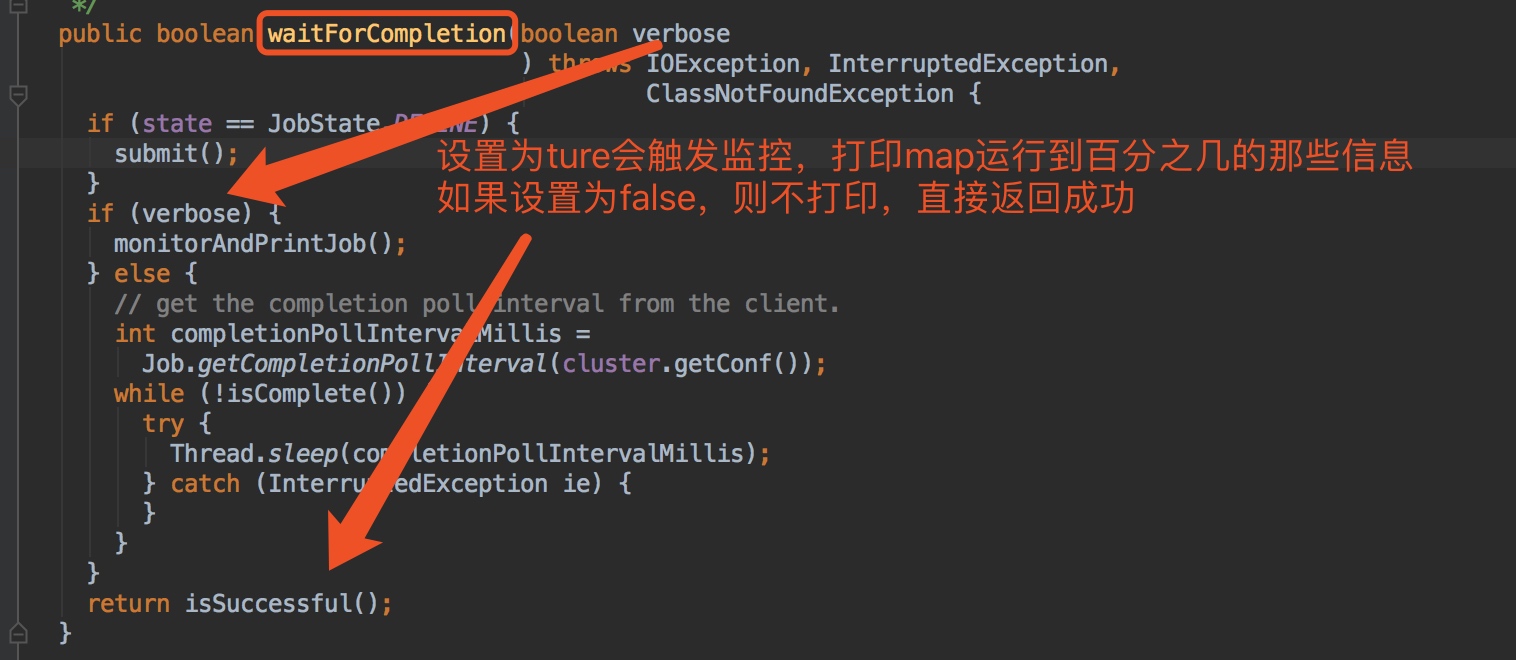 */
public boolean waitForCompletion(boolean verbose
) throws IOException, InterruptedException,
ClassNotFoundException {
if (state == JobState.DEFINE) {
submit();
设置为ture会触发监控，打印map运行到百分之几的那些信息
}
如果设置为false，则不打印，直接返回成功
if (verbose) {
monitorAndPrintJob();
} else {
// get the completion poll interval from the client.
int completionPollIntervalMillis =
Job.getCompletionPollInterval(cluster.getConf());
while (!isComplete())
try {
Thread.sleep(completionPollIntervalMillis);
} catch (InterruptedException ie) {
}
}
}
return isSuccessful();
}